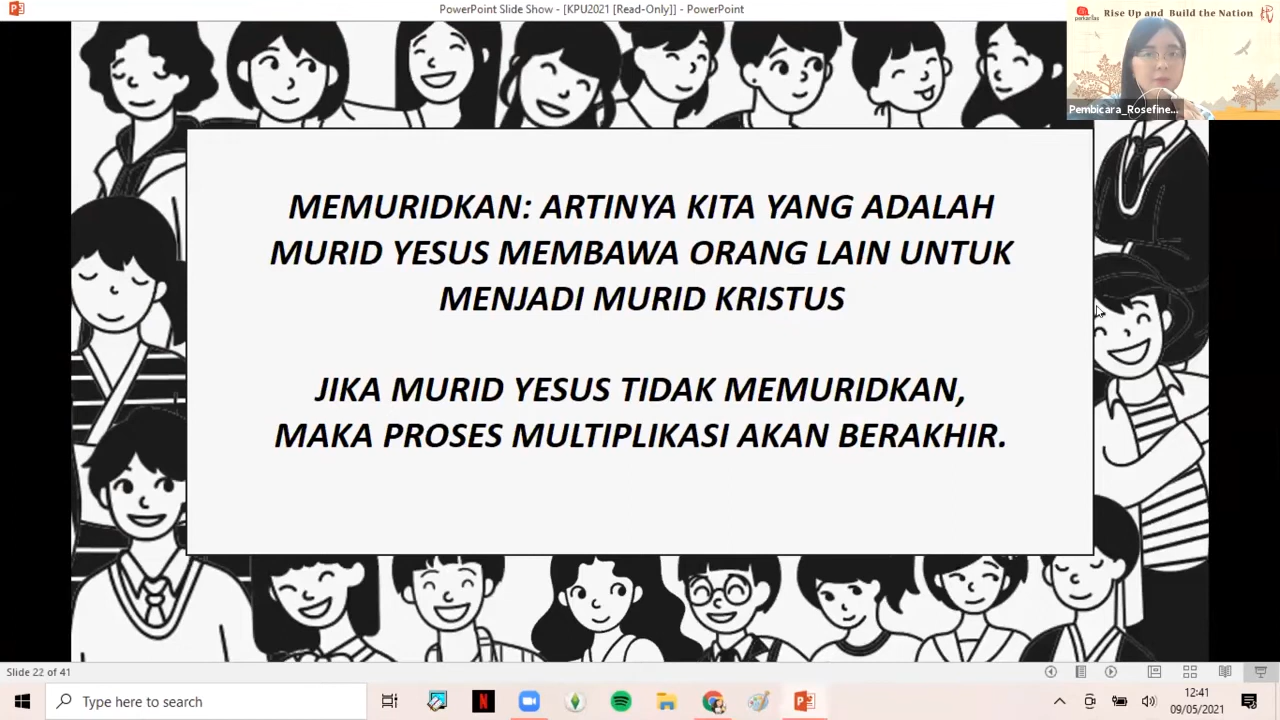 PowerPoint Slide Show - [KPU2021 [Read-Only]] - PowerPoint
Rise Up and Build the Nation
Pembicara_Rosefine...
MEMURIDKAN: ARTINYA KITA YANG ADALAH
MURID YESUS MEMBAWA ORANG LAIN UNTUK
MENJADI MURID KRISTUS
JIKA MURID YESUS TIDAK MEMURIDKAN,
MAKA PROSES MULTIPLIKASI AKAN BERAKHIR.
Slide 22 of 41
Type here to search
12:41
09/05/2021